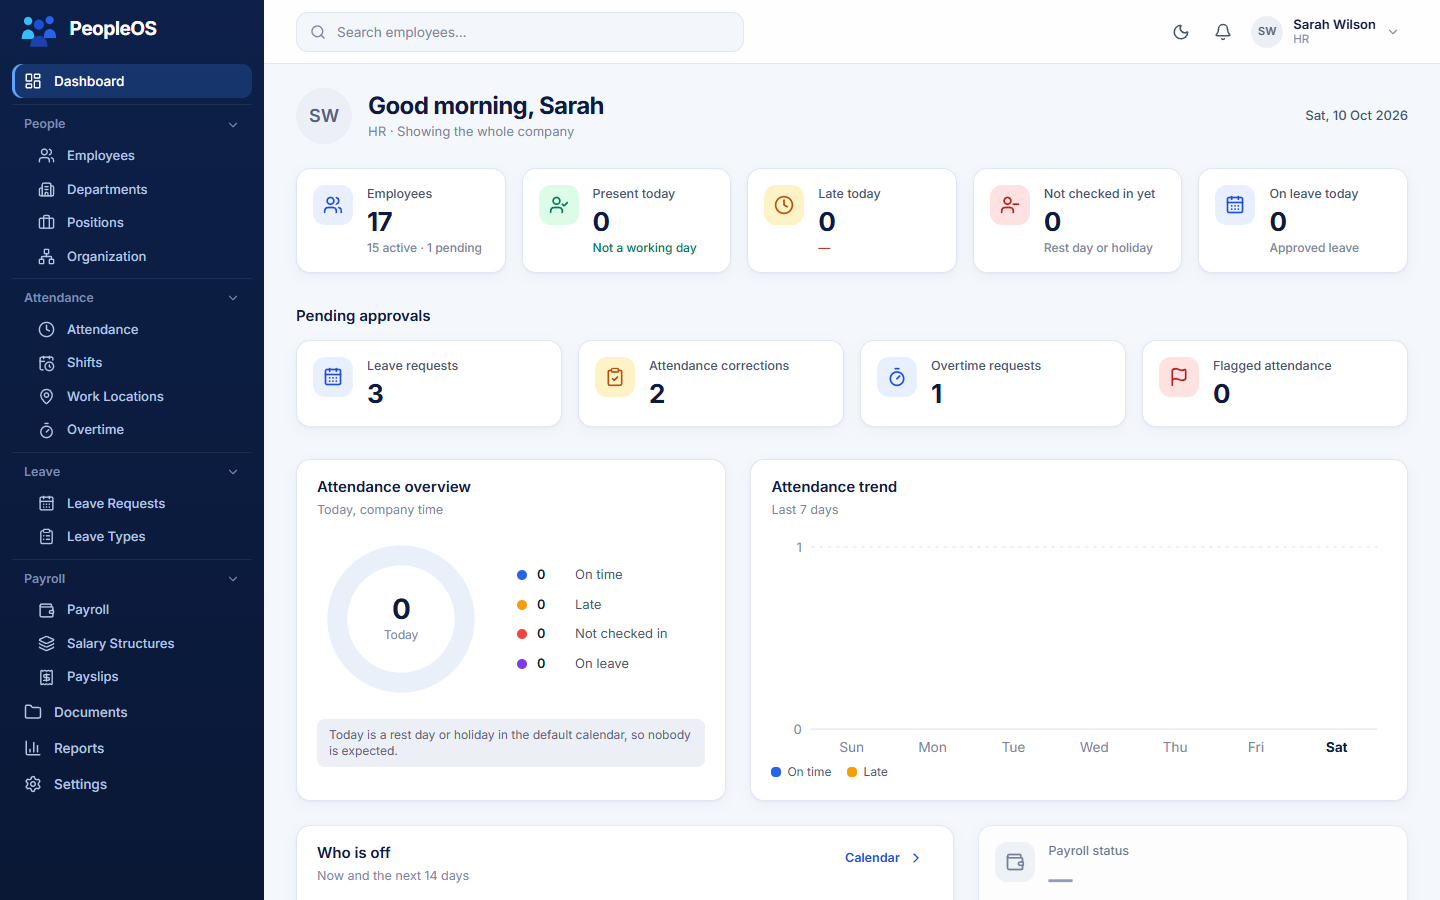 PeopleOS
Dashboard
People
Employees
Departments
Positions
Organization
Attendance
Attendance
Shifts
Work Locations
Overtime
Leave
Leave Requests
Leave Types
Payroll
Payroll
Salary Structures
Payslips
Documents
Reports
Settings
Search employees...
SW
Sarah Wilson
HR
SW
Good morning, Sarah
HR · Showing the whole company
Sat, 10 Oct 2026
Employees
17
15 active · 1 pending
Present today
0
Not a working day
Late today
0
—
Not checked in yet
0
Rest day or holiday
On leave today
0
Approved leave
Pending approvals
Leave requests
3
Attendance corrections
2
Overtime requests
1
Flagged attendance
0
Attendance overview
Today, company time
0
Today
0 On time
0 Late
0 Not checked in
0 On leave
Today is a rest day or holiday in the default calendar, so nobody
is expected.
Attendance trend
Last 7 days
1
0
Sun Mon Tue Wed Thu Fri Sat
On time Late
Who is off
Now and the next 14 days
Calendar
Payroll status
—